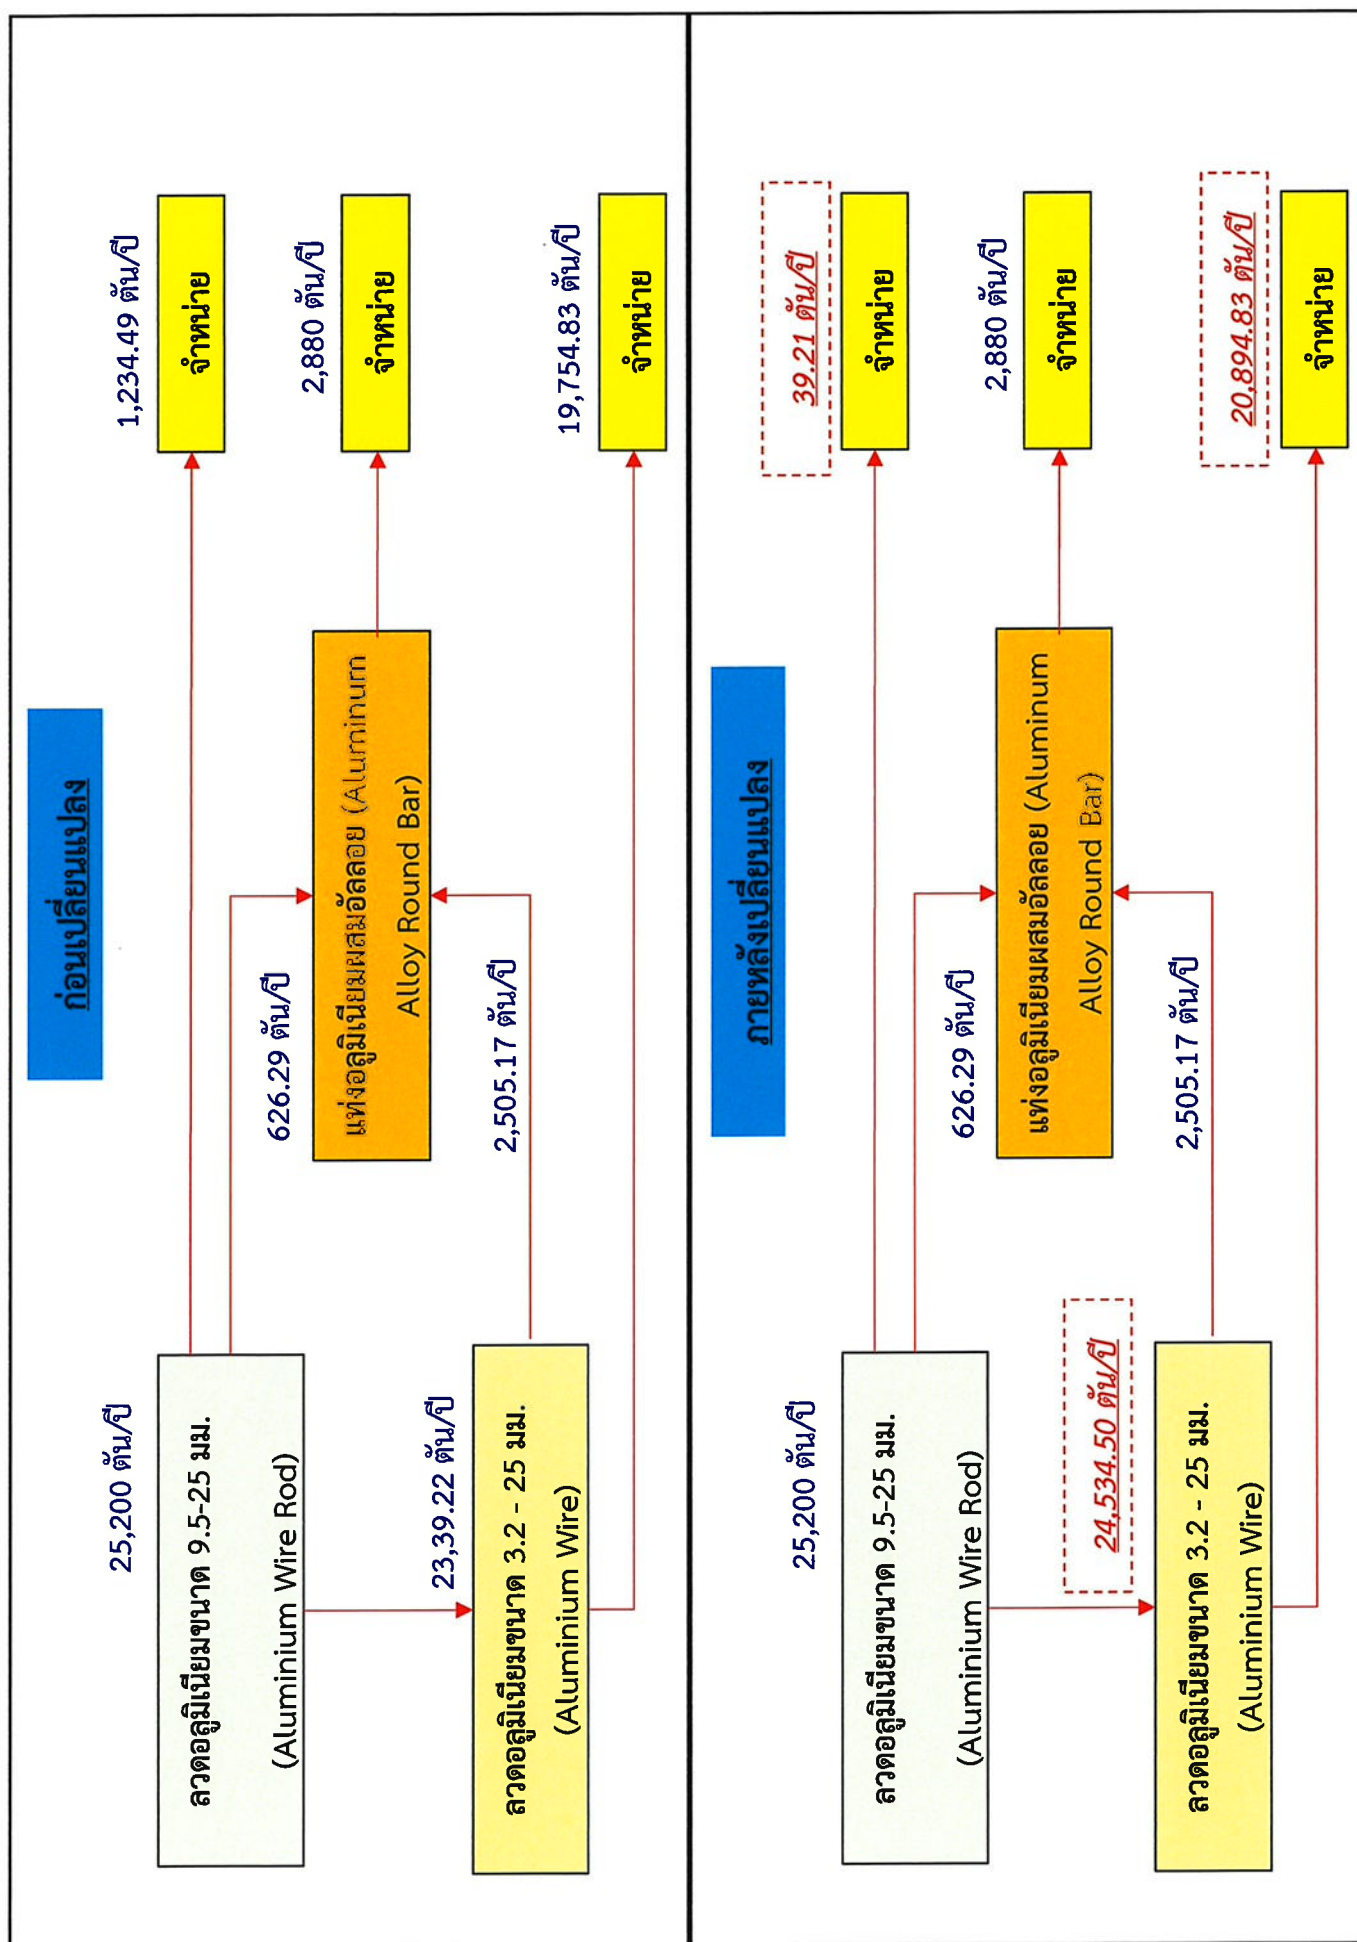 ก่อนเปลี่ยนแปลง
25,200 ตัน/ปี
1,234.49 ตัน/ปี
ลวดอลูมิเนียมขนาด 9.5-25 มม.
(Aluminium Wire Rod)
จำหน่าย
626.29 ตัน/ปี
2,880 ตัน/ปี
แท่งอลูมิเนียมผสมอัลลอย (Aluminum
Alloy Round Bar)
จำหน่าย
23,39.22 ตัน/ปี
2,505.17 ตัน/ปี
19,754.83 ตัน/ปี
ลวดอลูมิเนียมขนาด 3.2 - 25 มม.
(Aluminium Wire)
จำหน่าย
ภายหลังเปลี่ยนแปลง
25,200 ตัน/ปี
39.21 ตัน/ปี
ลวดอลูมิเนียมขนาด 9.5-25 มม.
(Aluminium Wire Rod)
จำหน่าย
626.29 ตัน/ปี
2,880 ตัน/ปี
แท่งอลูมิเนียมผสมอัลลอย (Aluminum
Alloy Round Bar)
จำหน่าย
24,534.50 ตัน/ปี
2,505.17 ตัน/ปี
20,894.83 ตัน/ปี
ลวดอลูมิเนียมขนาด 3.2 - 25 มม.
(Aluminium Wire)
จำหน่าย